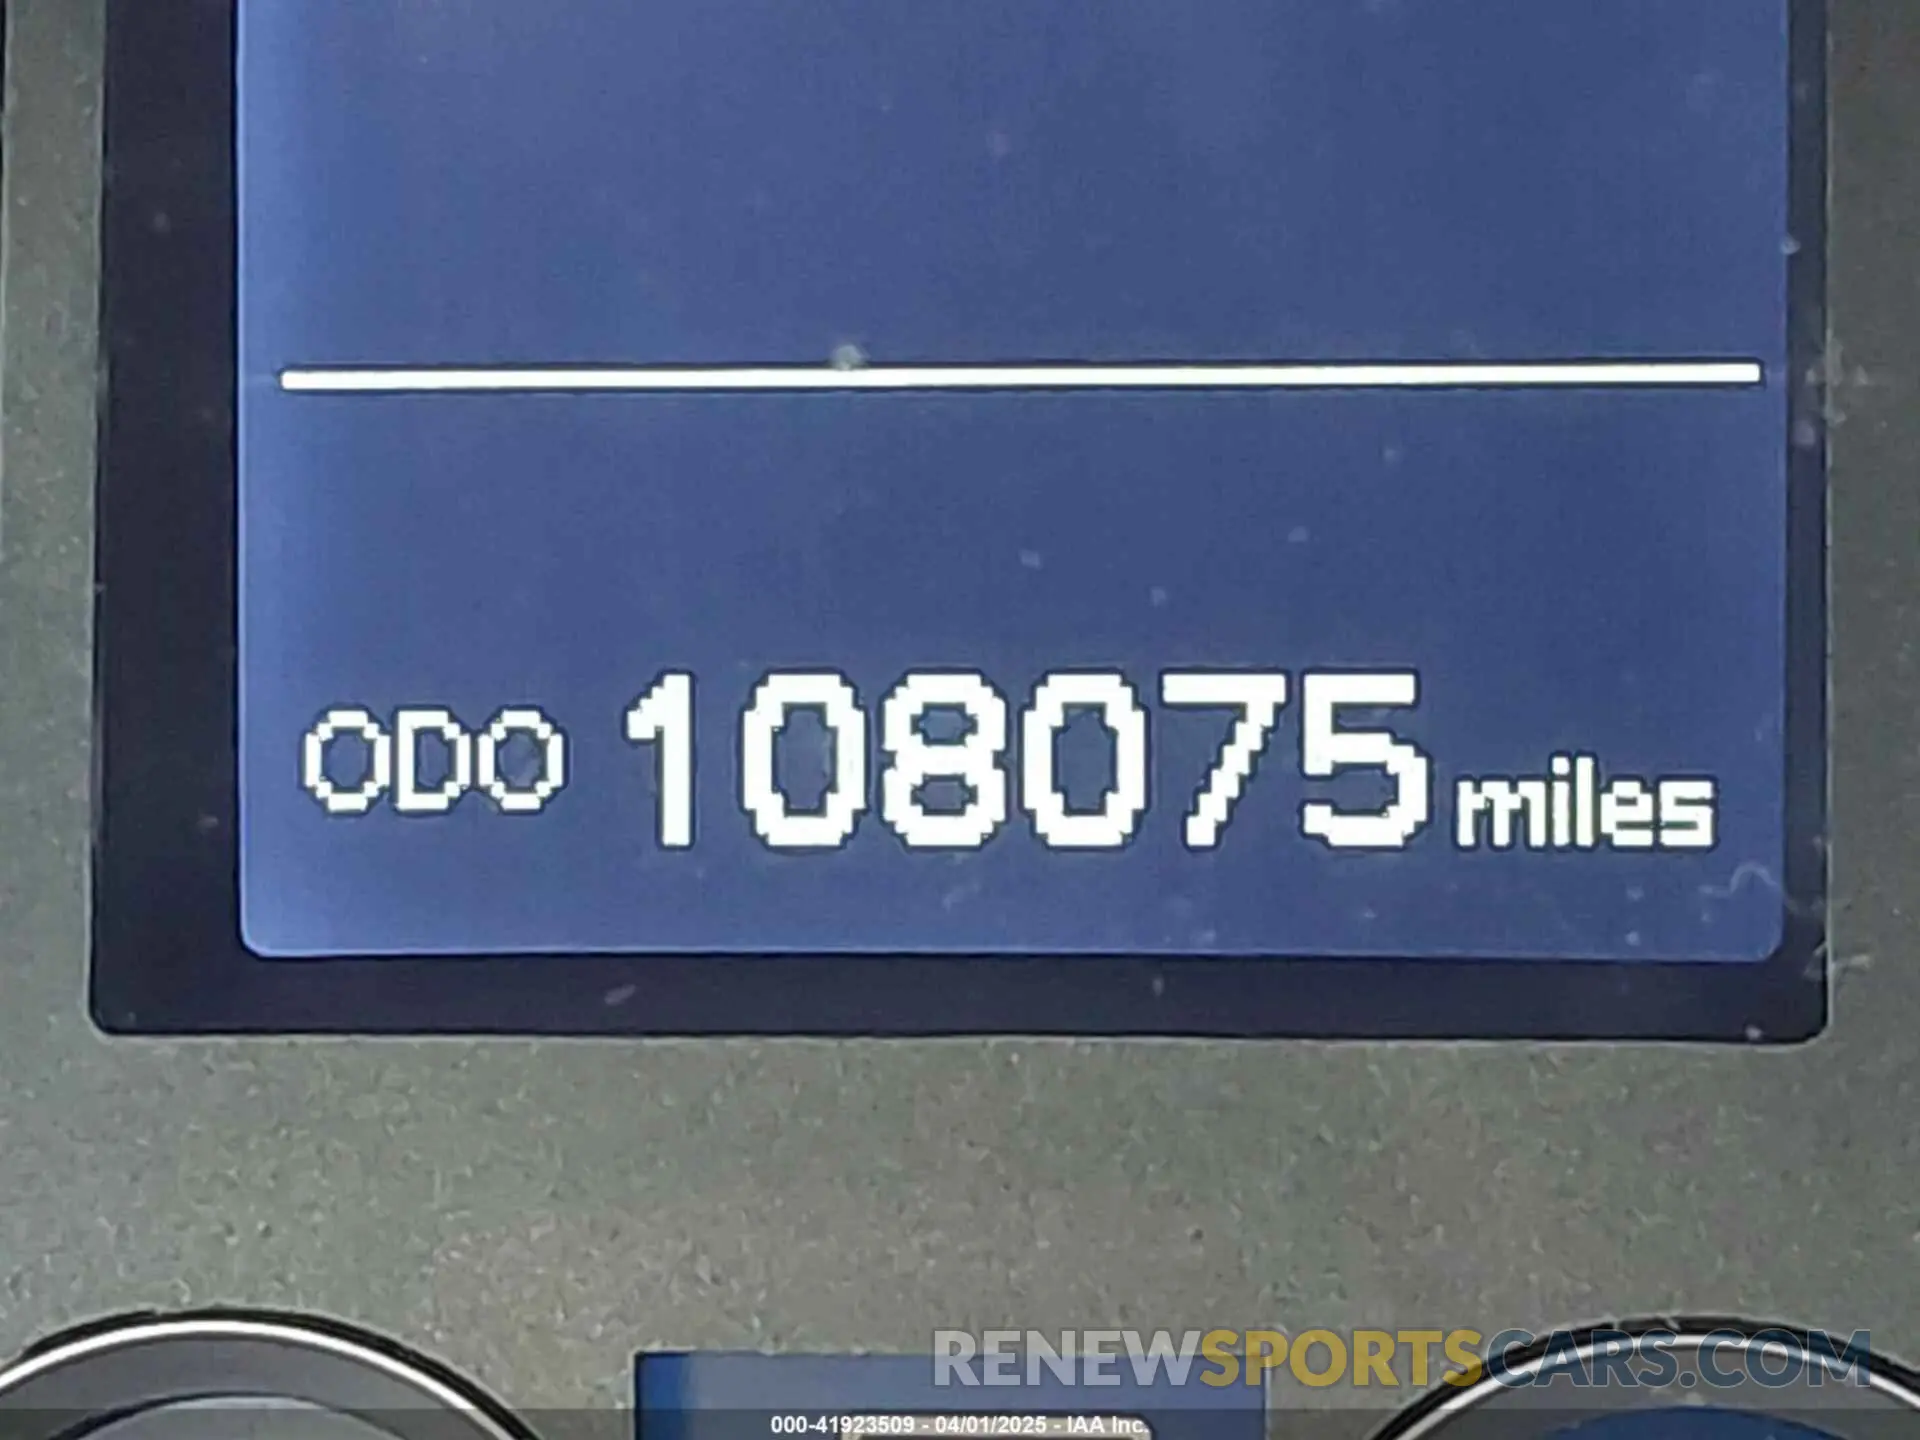 ODO 108075 miles
RENEWSPORTSCARS.COM
000-41923509 - 04/01/2025 - IAA Inc.